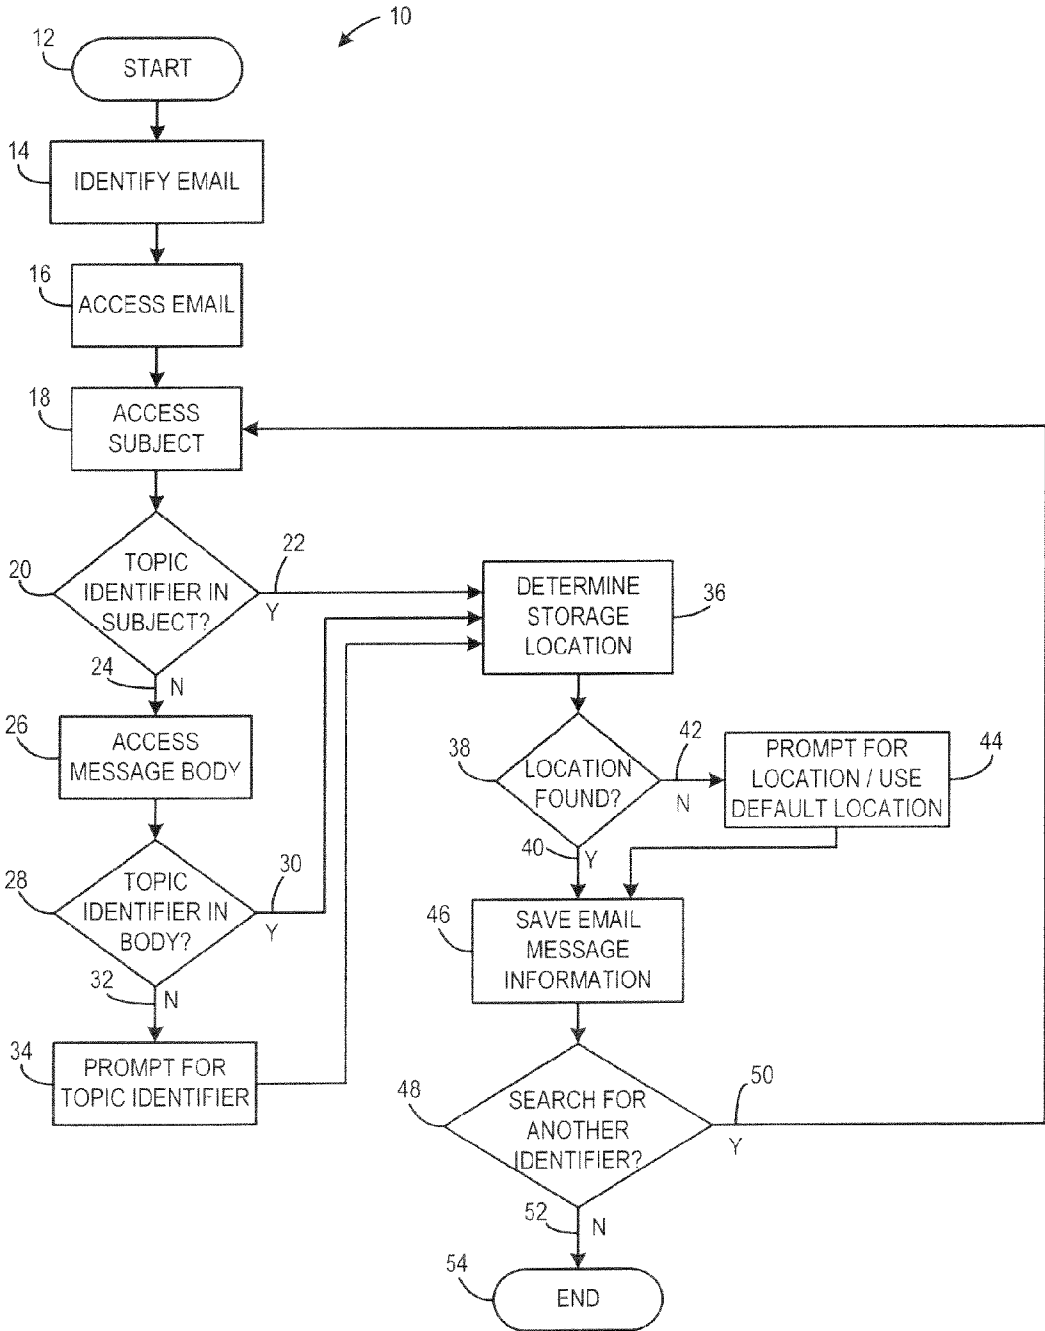 10
12
START
14
IDENTIFY EMAIL
16
ACCESS EMAIL
18
ACCESS
SUBJECT
20
TOPIC
IDENTIFIER IN
SUBJECT?
22
Y
24
N
26
ACCESS
MESSAGE BODY
28
TOPIC
IDENTIFIER IN
BODY?
30
Y
32
N
34
PROMPT FOR
TOPIC IDENTIFIER
DETERMINE
STORAGE
LOCATION
36
38
LOCATION
FOUND?
42
N
PROMPT FOR
LOCATION / USE
DEFAULT LOCATION
44
40
Y
46
SAVE EMAIL
MESSAGE
INFORMATION
48
SEARCH FOR
ANOTHER
IDENTIFIER?
50
Y
52
N
54
END